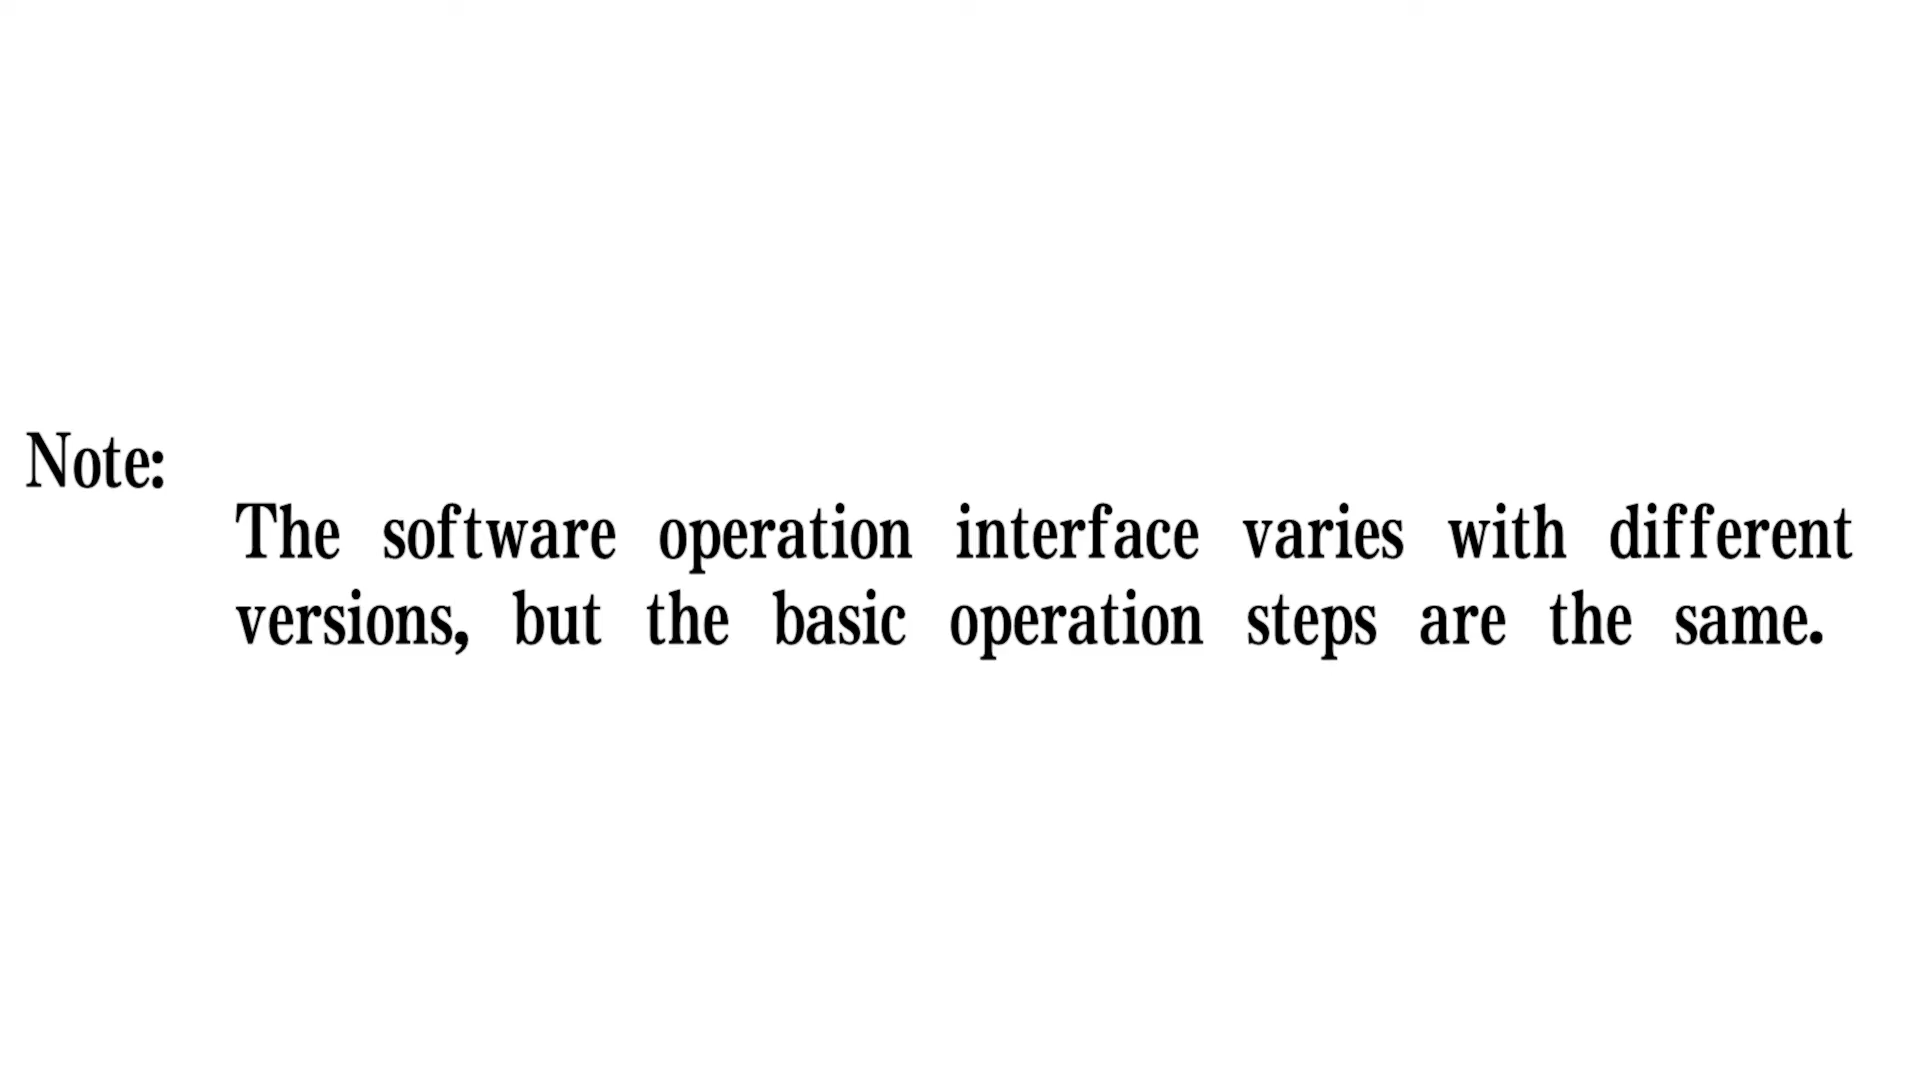 Note:
The software operation interface varies with different
versions, but the basic operation steps are the same.